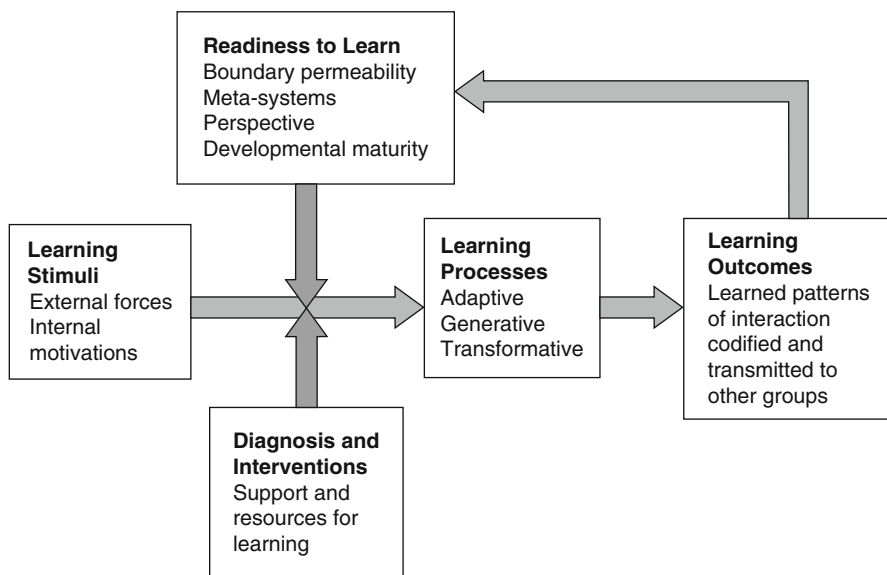 Readiness to Learn
Boundary permeability
Meta-systems
Perspective
Developmental maturity
Learning
Stimuli
External forces
Internal
motivations
Learning
Processes
Adaptive
Generative
Transformative
Learning
Outcomes
Learned patterns
of interaction
codified and
transmitted to
other groups
Diagnosis and
Interventions
Support and
resources for
learning